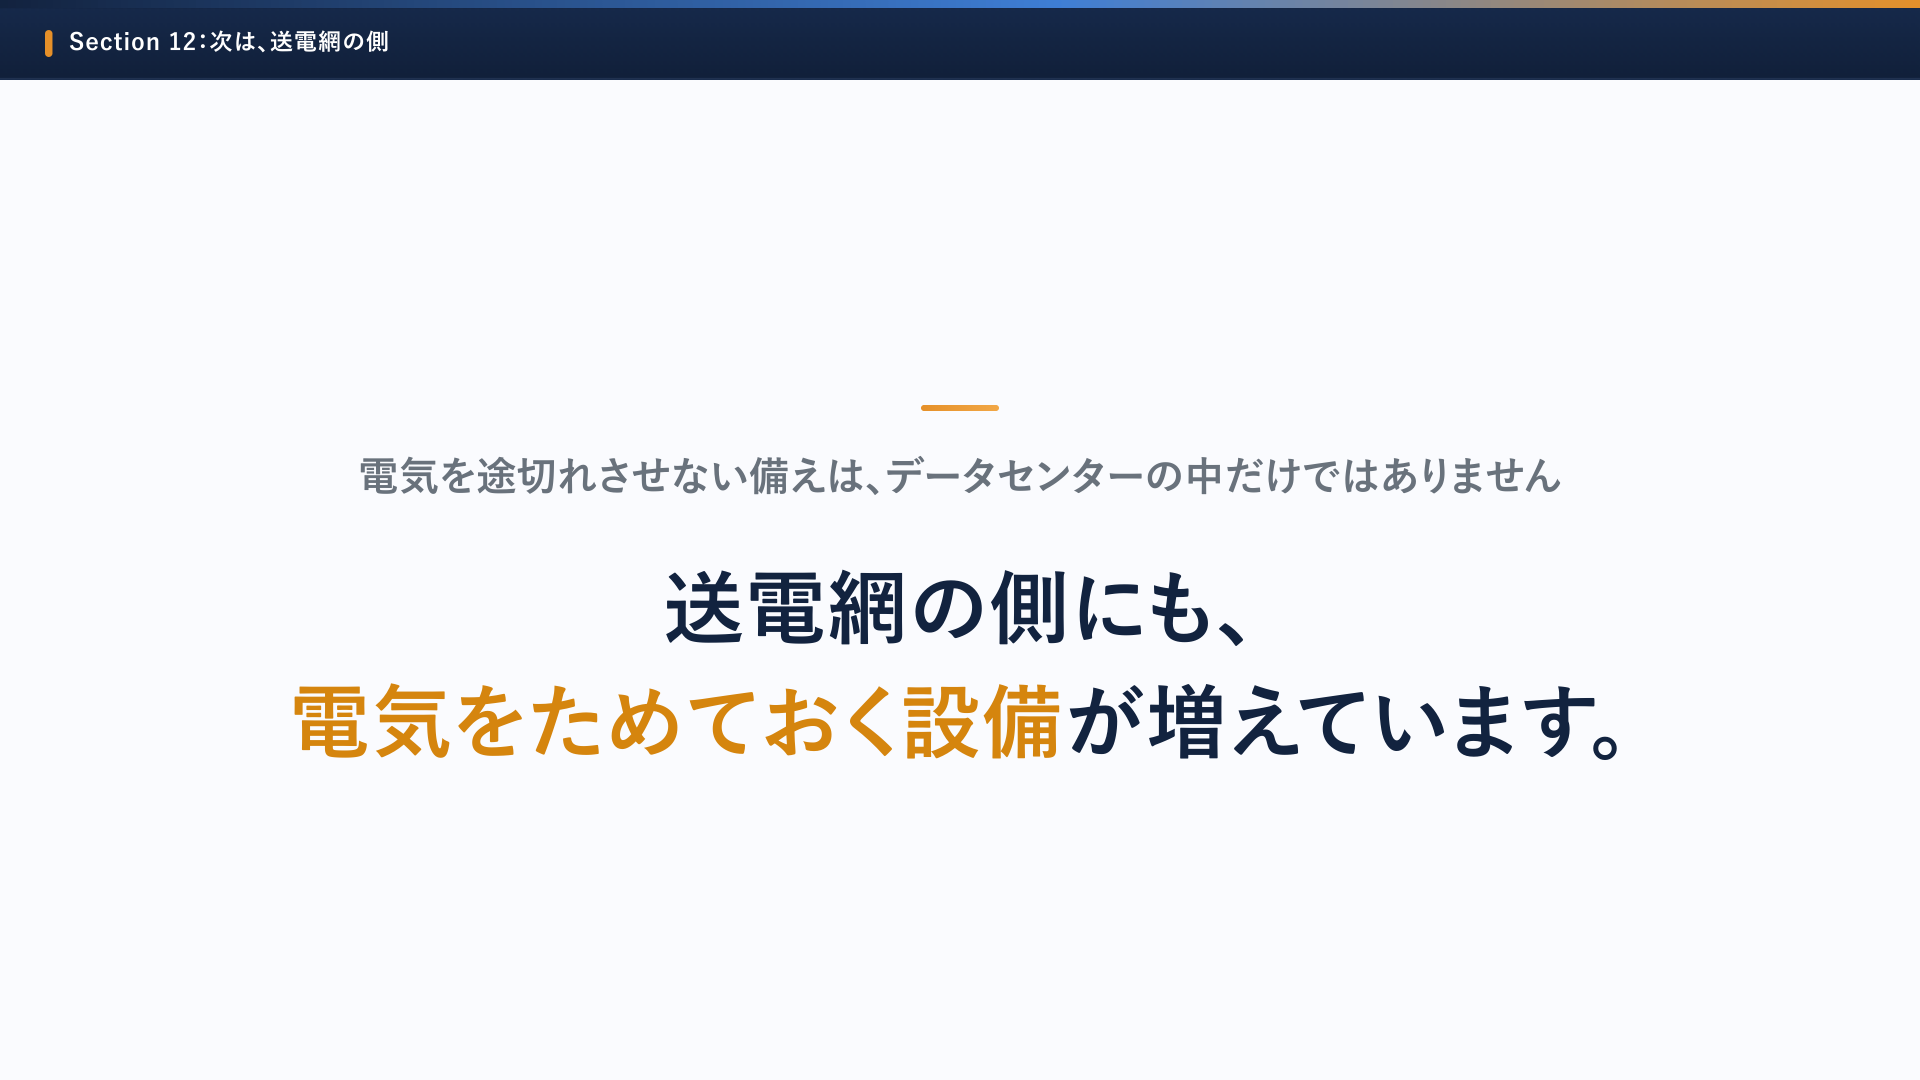 Section 12：次は、送電網の側
電気を途切れさせない備えは、データセンターの中だけではありません
送電網の側にも、
電気をためておく設備が増えています。